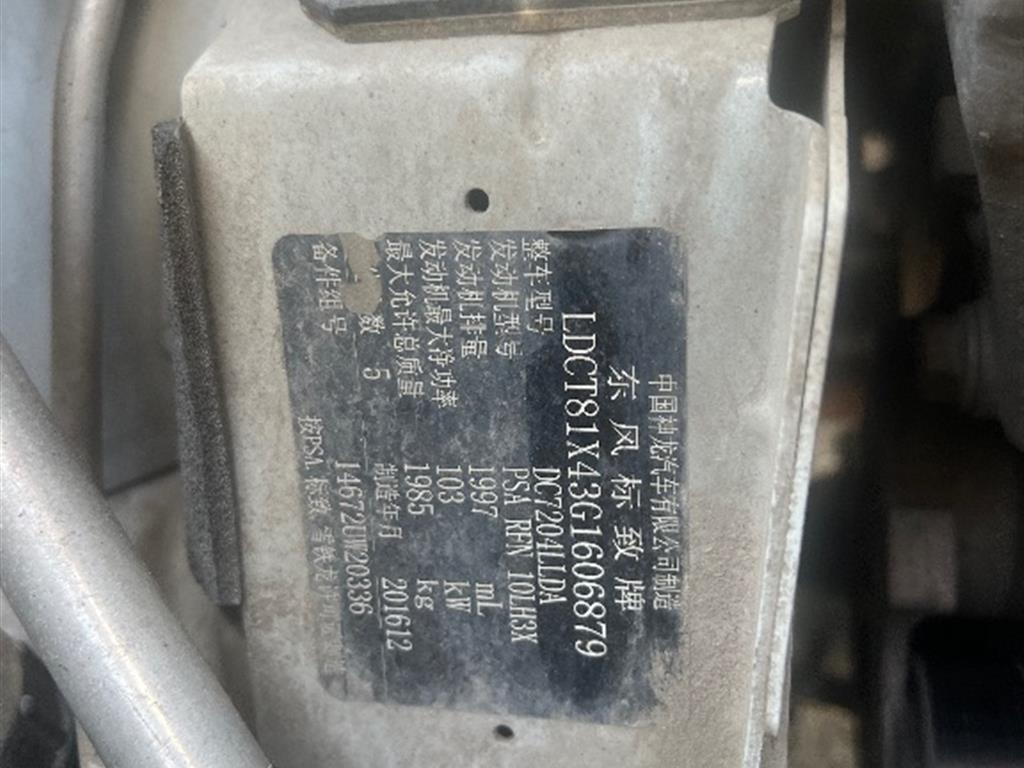 中国神龙汽车有限公司制造
东风标致牌
LDCT81X43G1606879
整车型号 DC7204LLDA
发动机型号 PSA RFN 10LH3X
发动机排量 1997 mL
发动机最大净功率 103 kW
最大允许总质量 1985 kg
数 5 制造年月 201612
备件组号 14672UW20336
按PSA 标致 雪铁龙